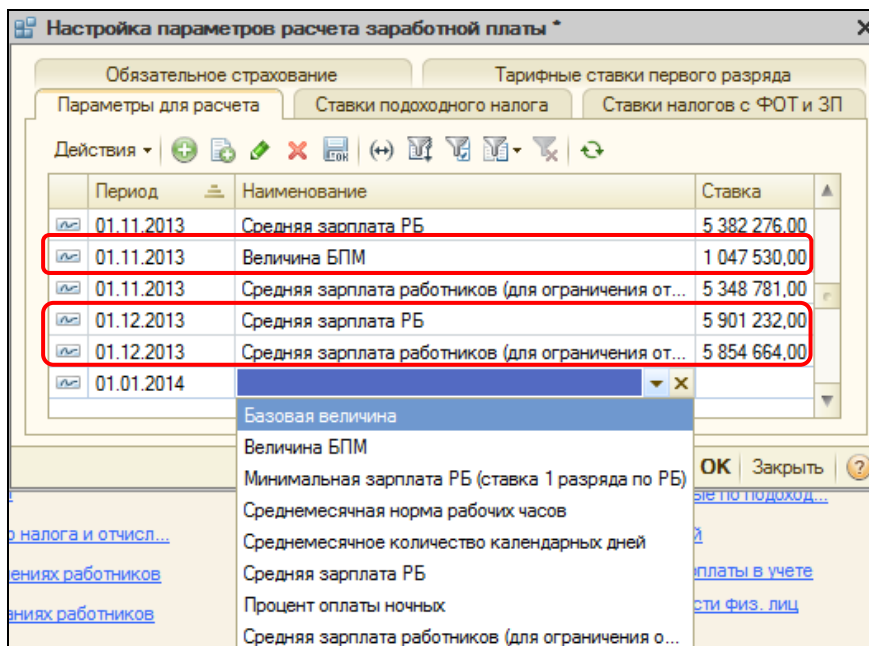 Настройка параметров расчета заработной платы *
Обязательное страхование Тарифные ставки первого разряда
Параметры для расчета Ставки подоходного налога Ставки налогов с ФОТ и ЗП
Действия
Период Наименование Ставка
01.11.2013 Средняя зарплата РБ 5 382 276,00
01.11.2013 Величина БПМ 1 047 530,00
01.11.2013 Средняя зарплата работников (для ограничения от... 5 348 781,00
01.12.2013 Средняя зарплата РБ 5 901 232,00
01.12.2013 Средняя зарплата работников (для ограничения от... 5 854 664,00
01.01.2014
Базовая величина
Величина БПМ
Минимальная зарплата РБ (ставка 1 разряда по РБ)
OK Закрыть ?
Среднемесячная норма рабочих часов
о налога и отчисл... Среднемесячное количество календарных дней й
ениях работников Средняя зарплата РБ платы в учете
аниях работников Процент оплаты ночных сти физ. лиц
Средняя зарплата работников (для ограничения о...